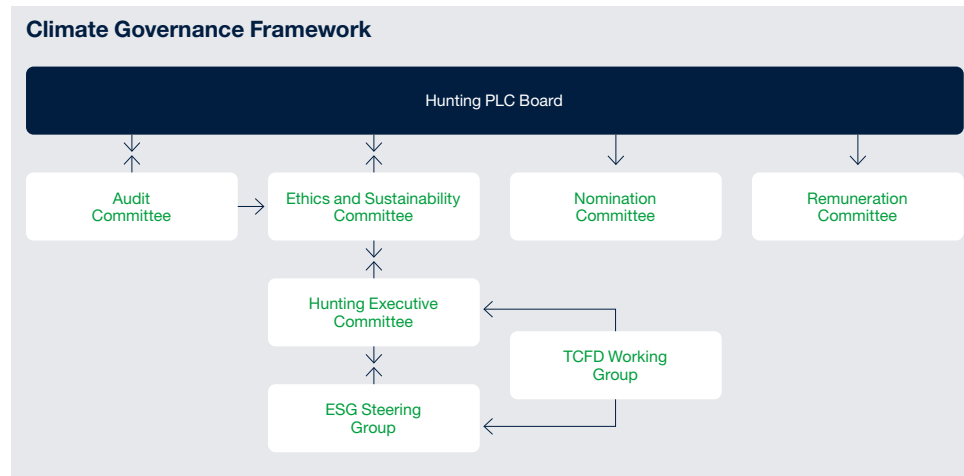 Climate Governance Framework
Hunting PLC Board
Audit
Committee
Ethics and Sustainability
Committee
Nomination
Committee
Remuneration
Committee
Hunting Executive
Committee
TCFD Working
Group
ESG Steering
Group